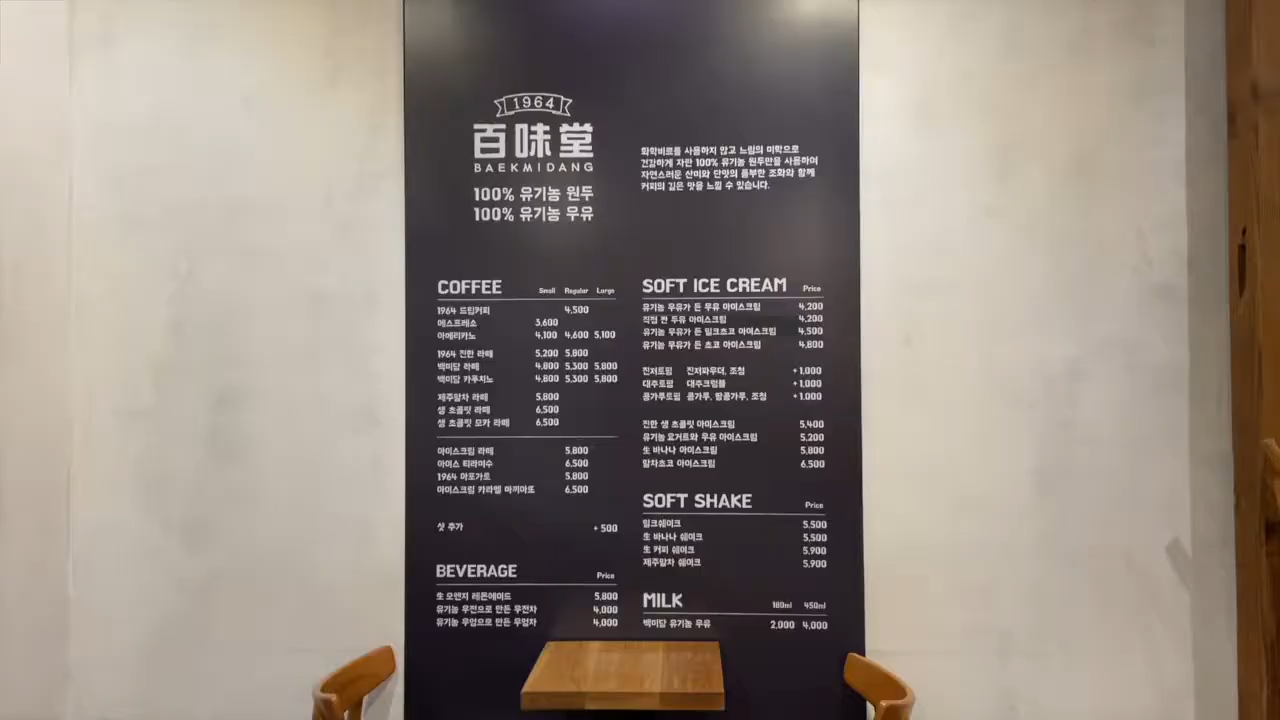 1964
百味堂
BAEKMIDANG
100% 유기농 원두
100% 유기농 우유
화학비료를 사용하지 않고 느림의 미학으로
건강하게 자란 100% 유기농 원두만을 사용하여
자연스러운 산미와 단맛의 풍부한 조화와 함께
커피의 깊은 맛을 느낄 수 있습니다.
COFFEE Small Regular Large
1964 드립커피 4,500
에스프레소 3,600
아메리카노 4,100 4,600 5,100
1964 진한 라떼 5,200 5,800
백미당 라떼 4,800 5,300 5,800
백미당 카푸치노 4,800 5,300 5,800
제주말차 라떼 5,800
생 초콜릿 라떼 6,500
생 초콜릿 모카 라떼 6,500
아이스크림 라떼 5,800
아이스 티라미수 6,500
1964 아포가토 5,800
아이스크림 카라멜 마끼아또 6,500
샷 추가 + 500
BEVERAGE Price
生 오렌지 레몬에이드 5,800
유기농 우전으로 만든 우전차 4,000
유기농 우엉으로 만든 우엉차 4,000
SOFT ICE CREAM Price
유기농 우유가 든 우유 아이스크림 4,200
직접 짠 두유 아이스크림 4,200
유기농 우유가 든 밀크초코 아이스크림 4,500
유기농 우유가 든 초코 아이스크림 4,800
진저토핑 진저파우더, 조청 + 1,000
대추토핑 대추크럼블 + 1,000
콩가루토핑 콩가루, 팥콩가루, 조청 + 1,000
진한 생 초콜릿 아이스크림 5,400
유기농 요거트와 우유 아이스크림 5,200
生 바나나 아이스크림 5,800
말차초코 아이스크림 6,500
SOFT SHAKE Price
밀크쉐이크 5,500
生 바나나 쉐이크 5,500
生 커피 쉐이크 5,900
제주말차 쉐이크 5,900
MILK 180ml 450ml
백미당 유기농 우유 2,000 4,000